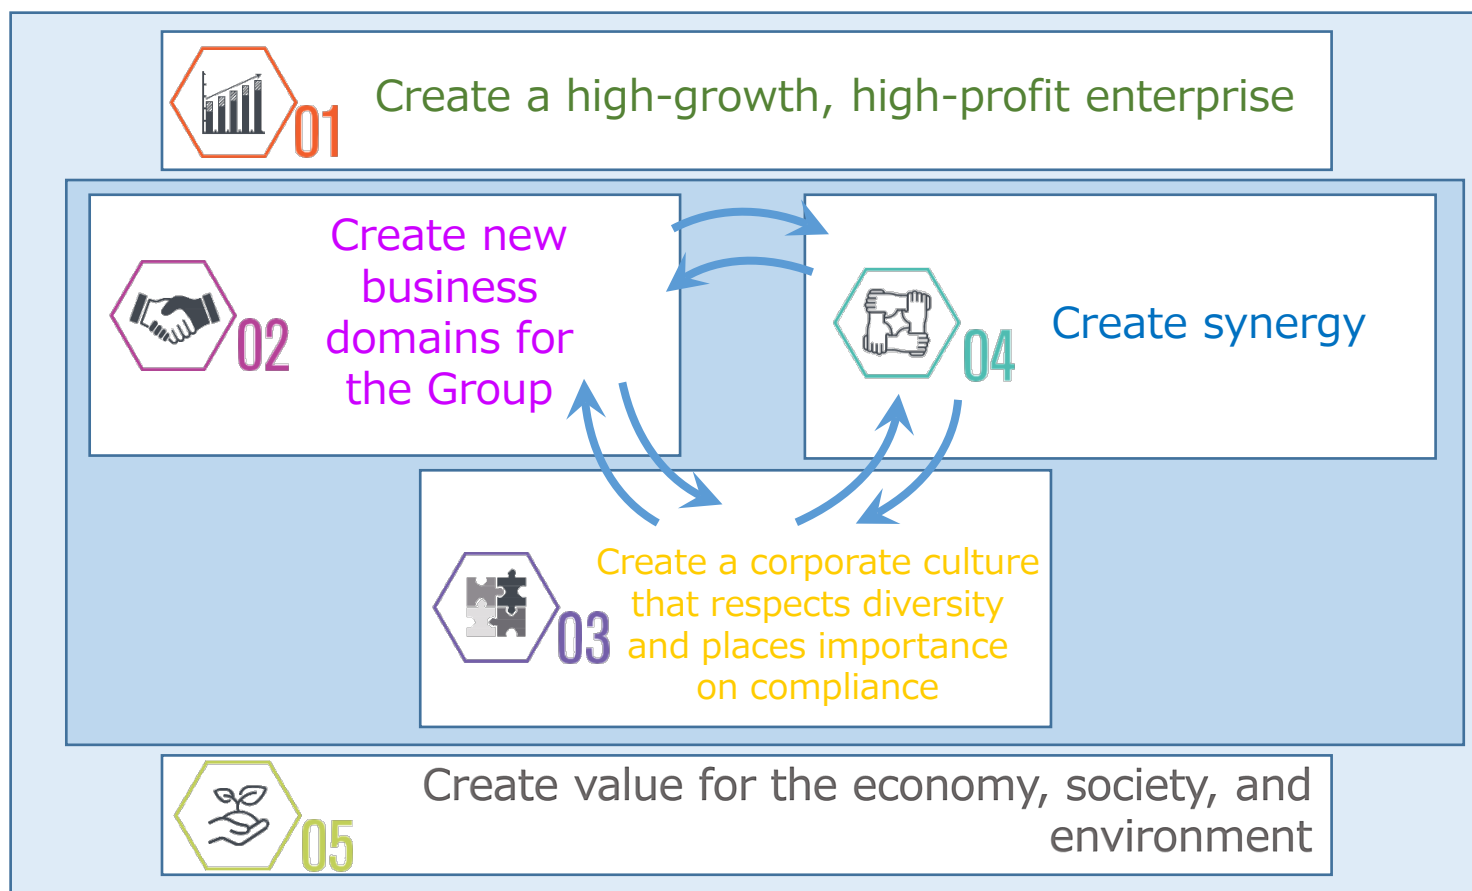 01
Create a high-growth, high-profit enterprise
02
Create new
business
domains for
the Group
04
Create synergy
03
Create a corporate culture
that respects diversity
and places importance
on compliance
05
Create value for the economy, society, and
environment